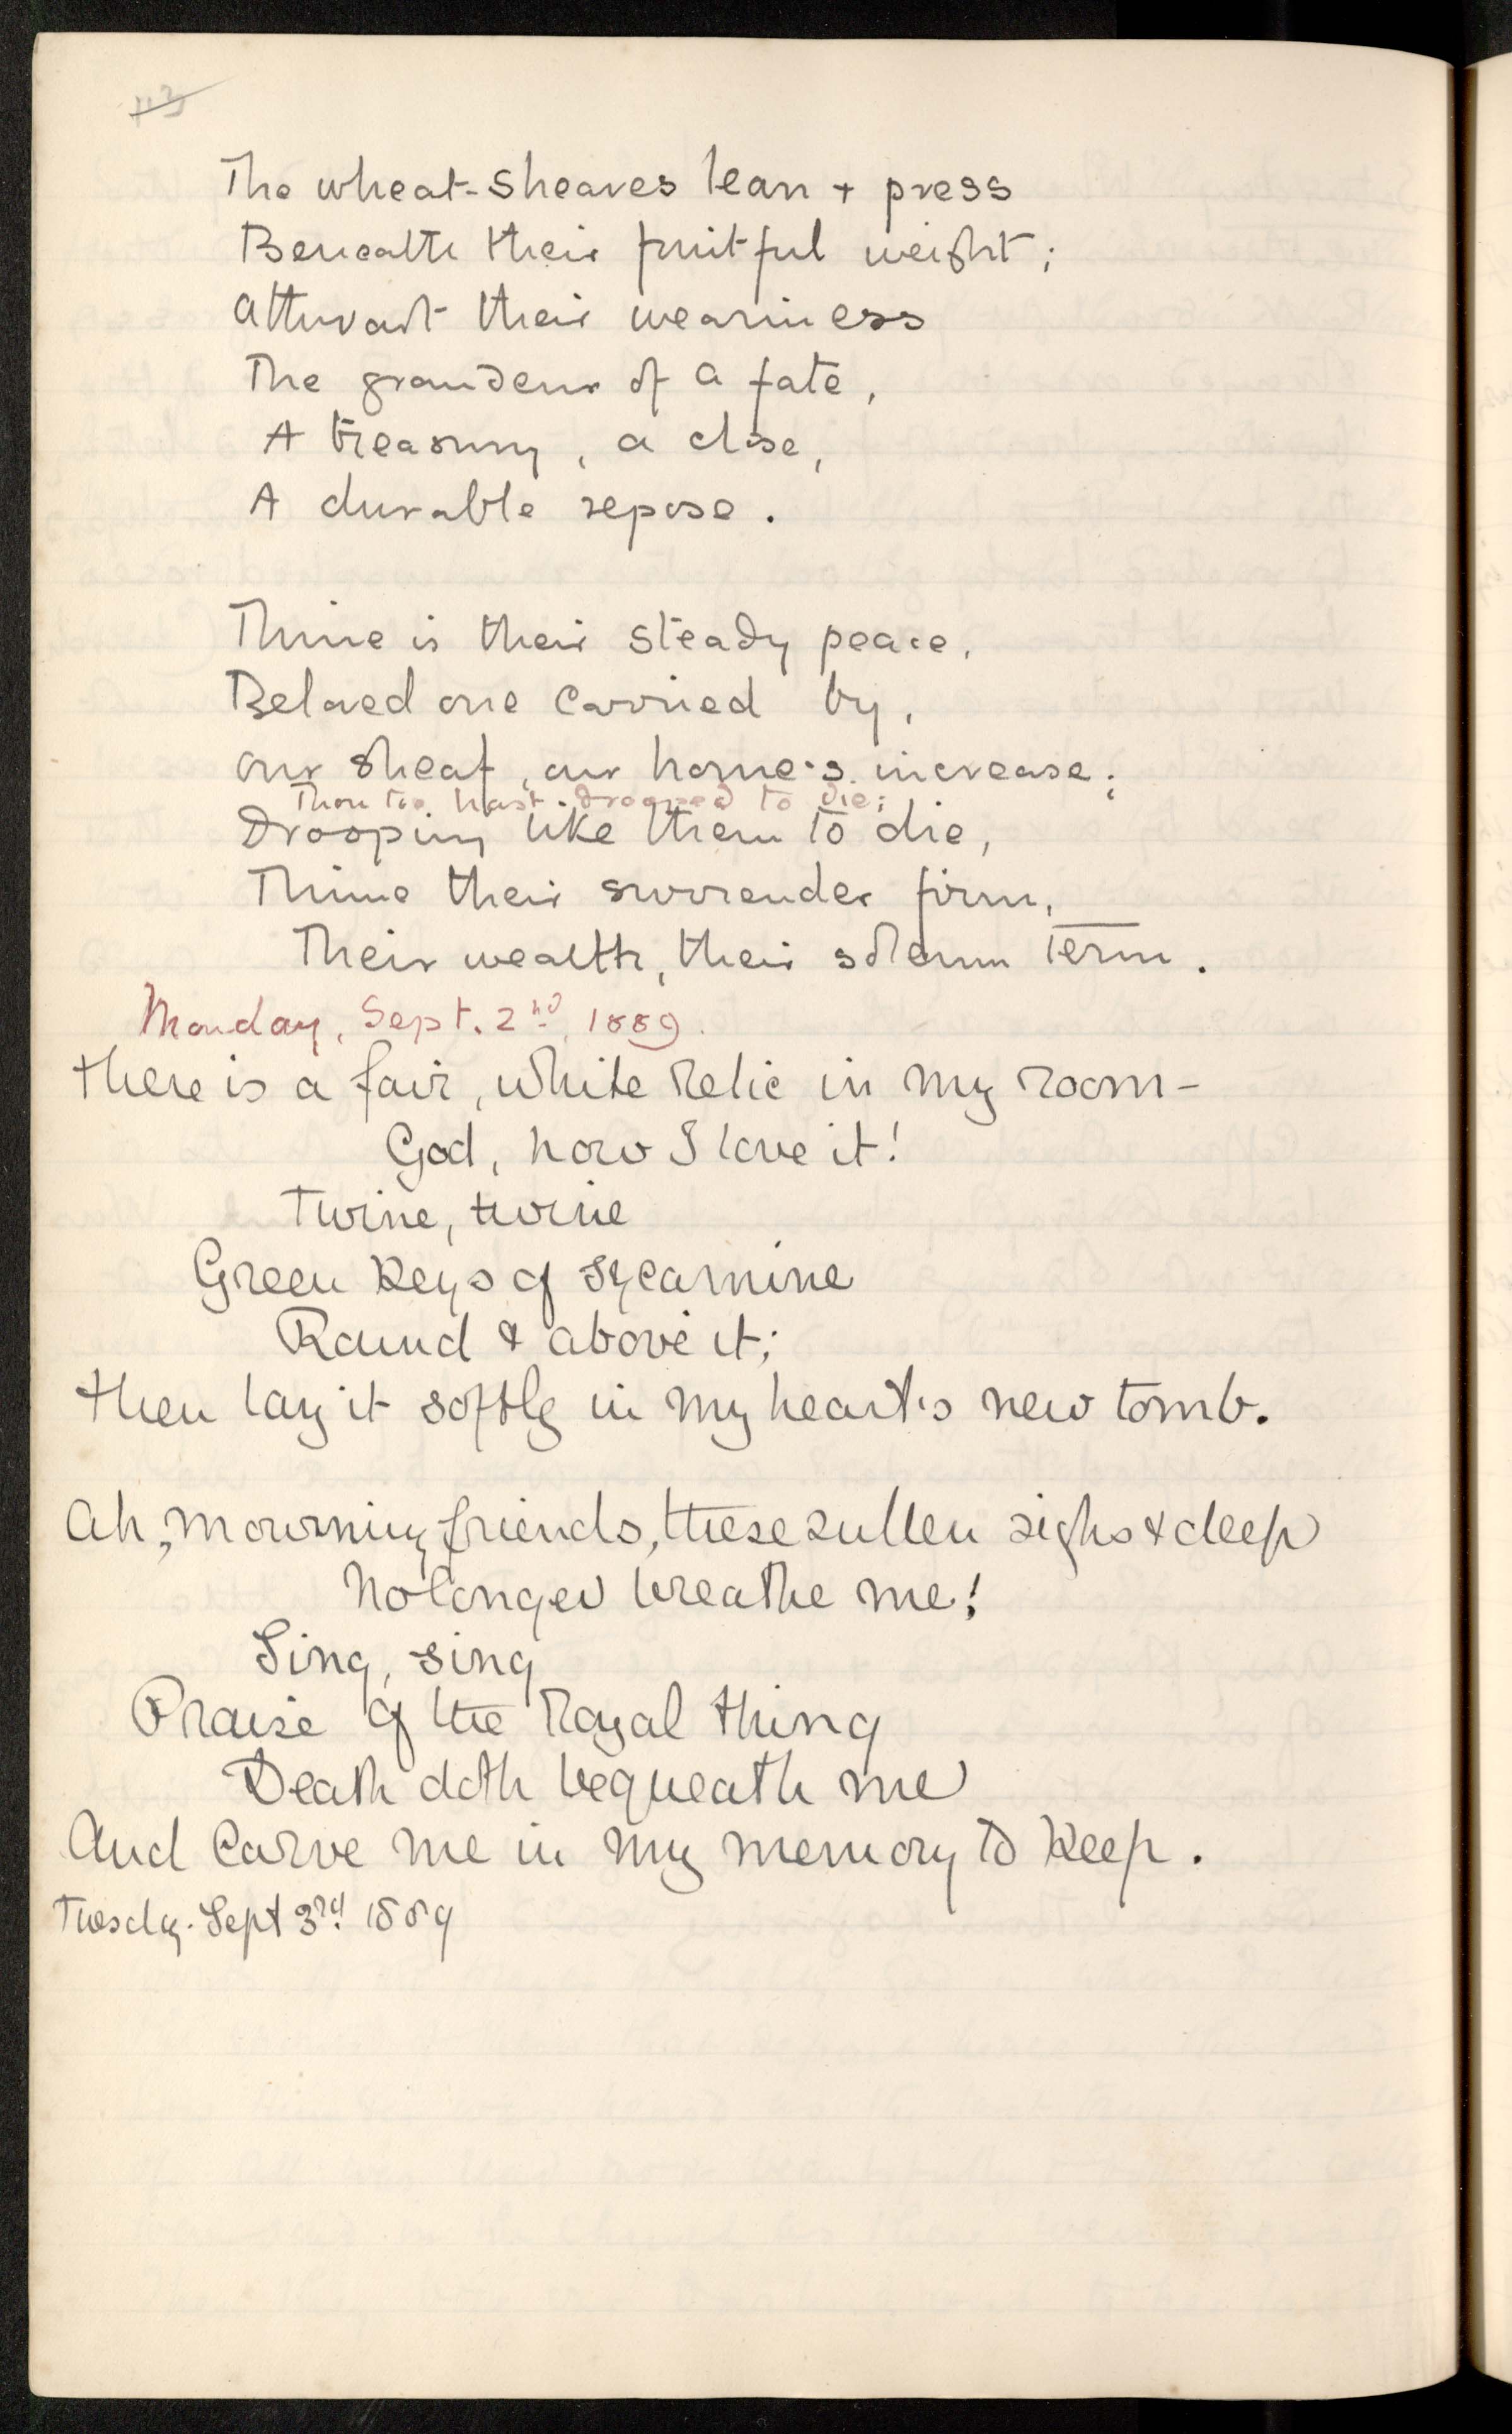 113
The wheat-sheaves lean + press
Beneath their fruitful weight;
Athwart their weariness
The grandeur of a fate,
A treasury, a close,
A durable repose.
Thine is their steady peace,
Beloved one carried by,
Our sheaf, our home's increase;
Thou too hast drooped to die;
Drooping like them to die,
Thine their surrender firm,
Their wealth, their solemn term.
Monday, Sept. 2nd, 1889.
There is a fair, white relic in my room-
God, how I love it!
Twine, twine
Green keys of sycamine
Round & above it;
Then lay it softly in my heart's new tomb.
Ah, mourning friends, these sullen sighs & deep
No longer breathe me!
Sing, sing
Praise of the Royal thing
Death doth bequeath me
And carve me in my memory to keep.
Tuesday. Sept 3rd 1889